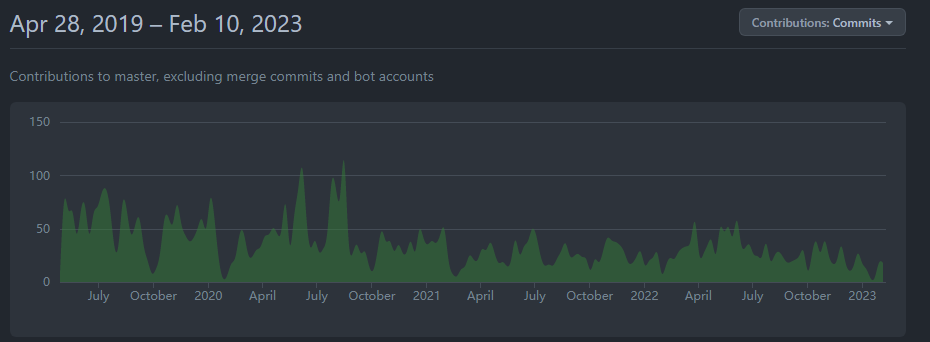 Apr 28, 2019 – Feb 10, 2023
Contributions: Commits
Contributions to master, excluding merge commits and bot accounts
150
100
50
0
July October 2020 April July October 2021 April July October 2022 April July October 2023